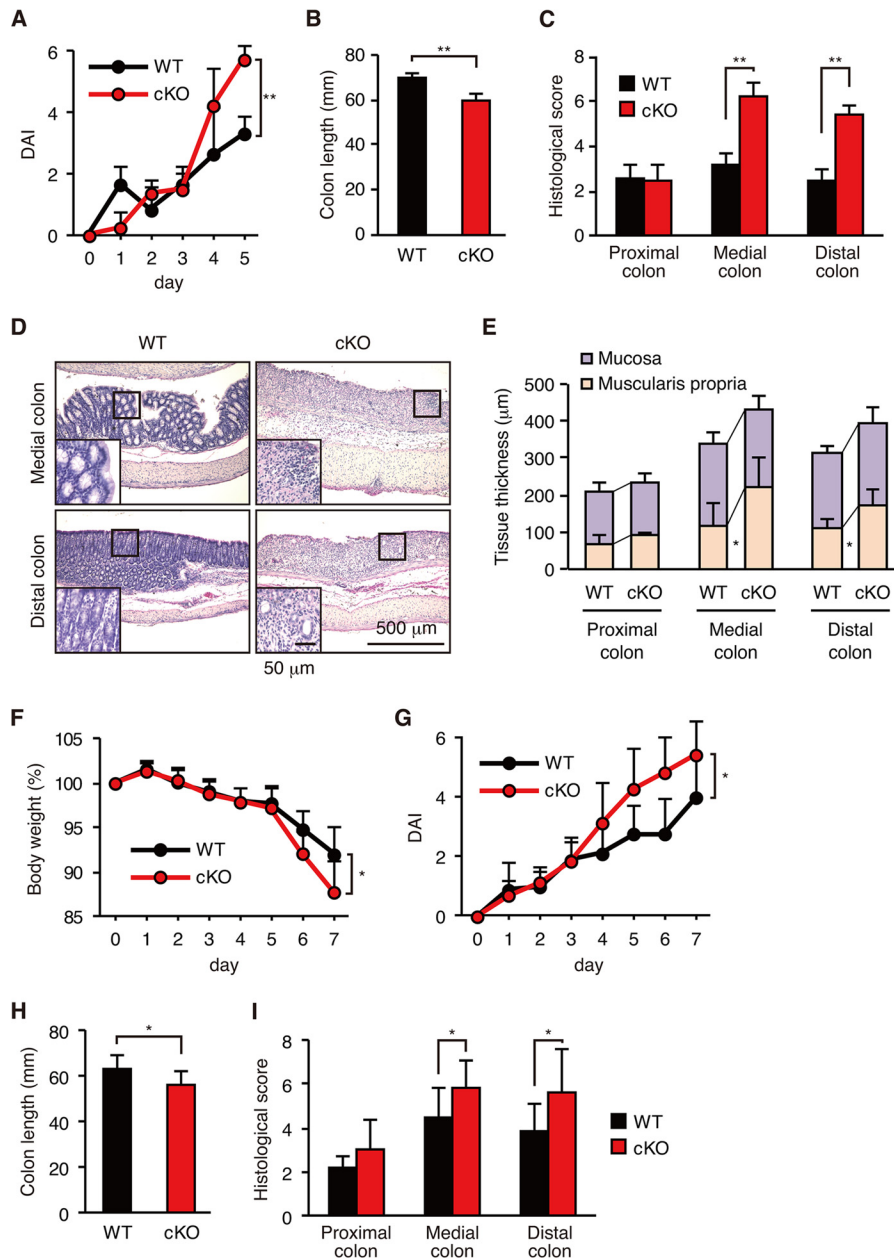 A
6
4
2
0
DAI
WT
cKO
**
0 1 2 3 4 5
day
B
80
60
40
20
0
Colon length (mm)
**
WT cKO
C
8
6
4
2
0
Histological score
WT
cKO
**
**
Proximal colon
Medial colon
Distal colon
D
WT
cKO
Medial colon
Distal colon
500 μm
50 μm
E
Mucosa
Muscularis propria
500
400
300
200
100
0
Tissue thickness (μm)
*
*
WT cKO WT cKO WT cKO
Proximal colon
Medial colon
Distal colon
F
105
100
95
90
85
Body weight (%)
WT
cKO
*
0 1 2 3 4 5 6 7
day
G
6
4
2
0
DAI
WT
cKO
*
0 1 2 3 4 5 6 7
day
H
80
60
40
20
0
Colon length (mm)
*
WT cKO
I
8
6
4
2
0
Histological score
*
*
WT
cKO
Proximal colon
Medial colon
Distal colon